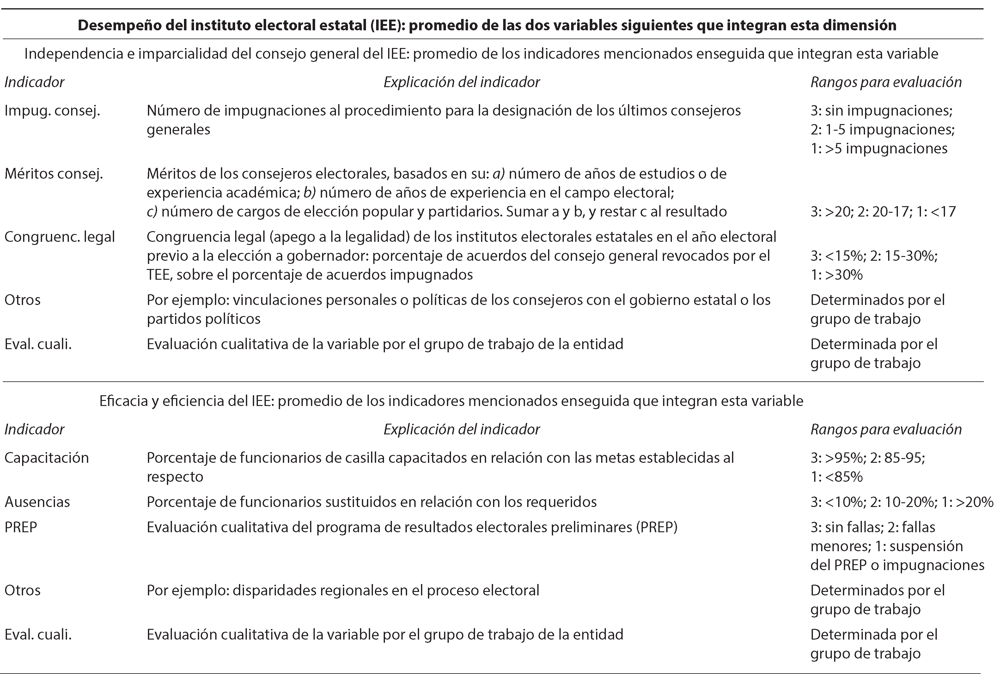 Desempeño del instituto electoral estatal (IEE): promedio de las dos variables siguientes que integran esta dimensión
Independencia e imparcialidad del consejo general del IEE: promedio de los indicadores mencionados enseguida que integran esta variable
Indicador Explicación del indicador Rangos para evaluación
Impug. consej. Número de impugnaciones al procedimiento para la designación de los últimos consejeros 3: sin impugnaciones;
generales 2: 1-5 impugnaciones;
1: >5 impugnaciones
Méritos consej. Méritos de los consejeros electorales, basados en su: a) número de años de estudios o de
experiencia académica; b) número de años de experiencia en el campo electoral;
c) número de cargos de elección popular y partidarios. Sumar a y b, y restar c al resultado 3: >20; 2: 20-17; 1: <17
Congruenc. legal Congruencia legal (apego a la legalidad) de los institutos electorales estatales en el año electoral
previo a la elección a gobernador: porcentaje de acuerdos del consejo general revocados por el 3: <15%; 2: 15-30%;
TEE, sobre el porcentaje de acuerdos impugnados 1: >30%
Otros Por ejemplo: vinculaciones personales o políticas de los consejeros con el gobierno estatal o los Determinados por el
partidos políticos grupo de trabajo
Eval. cuali. Evaluación cualitativa de la variable por el grupo de trabajo de la entidad Determinada por el
grupo de trabajo
Eficacia y eficiencia del IEE: promedio de los indicadores mencionados enseguida que integran esta variable
Indicador Explicación del indicador Rangos para evaluación
Capacitación Porcentaje de funcionarios de casilla capacitados en relación con las metas establecidas al 3: >95%; 2: 85-95;
respecto 1: <85%
Ausencias Porcentaje de funcionarios sustituidos en relación con los requeridos 3: <10%; 2: 10-20%; 1: >20%
PREP Evaluación cualitativa del programa de resultados electorales preliminares (PREP) 3: sin fallas; 2: fallas
menores; 1: suspensión
del PREP o impugnaciones
Otros Por ejemplo: disparidades regionales en el proceso electoral Determinados por el
grupo de trabajo
Eval. cuali. Evaluación cualitativa de la variable por el grupo de trabajo de la entidad Determinada por el
grupo de trabajo